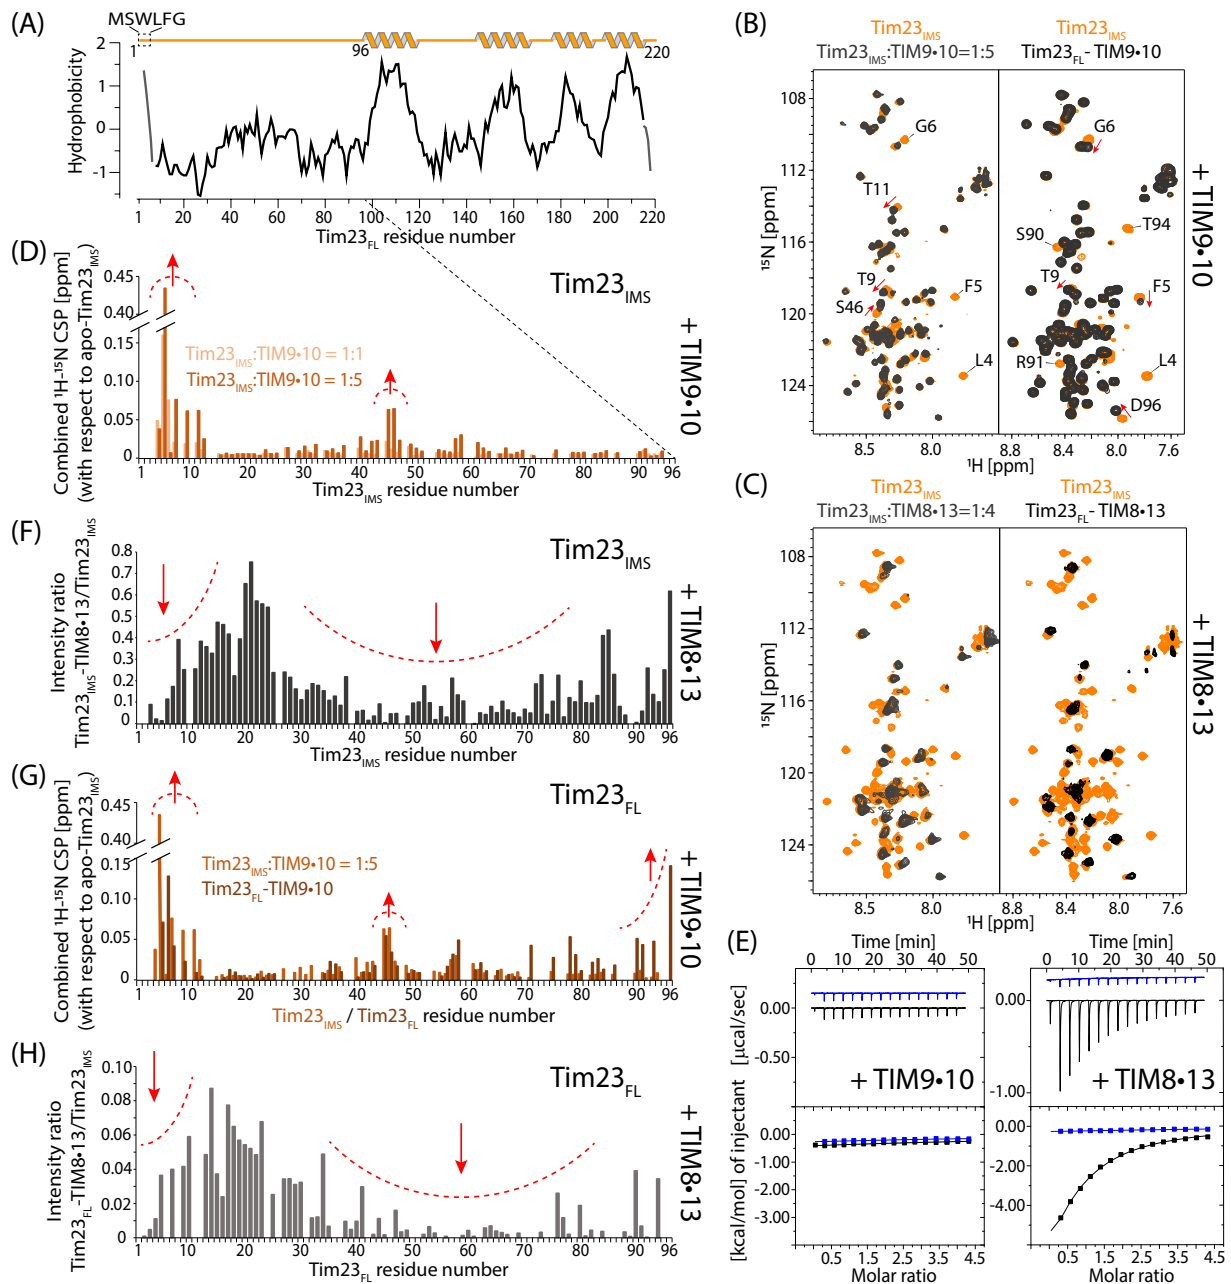 (A)
MSWLFG
1
96
220
2
1
0
-1
Hydrophobicity
1 20 40 60 80 100 120 140 160 180 200 220
Tim23FL residue number
(B)
Tim23IMS
Tim23IMS:TIM9•10=1:5
Tim23IMS
Tim23FL-TIM9•10
108
112
116
120
124
¹⁵N [ppm]
G6
T11
T9
S46
F5
L4
G6
T94
S90
T9
F5
R91
L4
D96
8.5 8.0 8.4 8.0 7.6
¹H [ppm]
+ TIM9•10
(C)
Tim23IMS
Tim23IMS:TIM8•13=1:4
Tim23IMS
Tim23FL-TIM8•13
108
112
116
120
124
¹⁵N [ppm]
8.5 8.0 8.8 8.4 8.0 7.6
¹H [ppm]
+ TIM8•13
(D)
Combined ¹H-¹⁵N CSP [ppm]
(with respect to apo-Tim23IMS)
0.45
0.40
0.15
0.10
0.05
0
Tim23IMS
Tim23IMS:TIM9•10 = 1:1
Tim23IMS:TIM9•10 = 1:5
1 10 20 30 40 50 60 70 80 90 96
Tim23IMS residue number
+ TIM9•10
(E)
Time [min]
0 10 20 30 40 50
0.00
-0.50
[µcal/sec]
+ TIM9•10
0.00
-1.00
-2.00
-3.00
[kcal/mol] of injectant
0.5 1.5 2.5 3.5 4.5
Molar ratio
Time [min]
0 10 20 30 40 50
0.00
-1.00
+ TIM8•13
0.00
-2.00
-4.00
0.5 1.5 2.5 3.5 4.5
Molar ratio
(F)
Intensity ratio
Tim23IMS-TIM8•13/Tim23IMS
0.8
0.7
0.6
0.5
0.4
0.3
0.2
0.1
0
Tim23IMS
1 10 20 30 40 50 60 70 80 90 96
Tim23IMS residue number
+ TIM8•13
(G)
Combined ¹H-¹⁵N CSP [ppm]
(with respect to apo-Tim23IMS)
0.45
0.40
0.15
0.10
0.05
0
Tim23FL
Tim23IMS:TIM9•10 = 1:5
Tim23FL-TIM9•10
1 10 20 30 40 50 60 70 80 90 96
Tim23IMS / Tim23FL residue number
+ TIM9•10
(H)
Intensity ratio
Tim23FL-TIM8•13/Tim23IMS
0.10
0.08
0.06
0.04
0.02
0
Tim23FL
1 10 20 30 40 50 60 70 80 90 96
Tim23FL residue number
+ TIM8•13